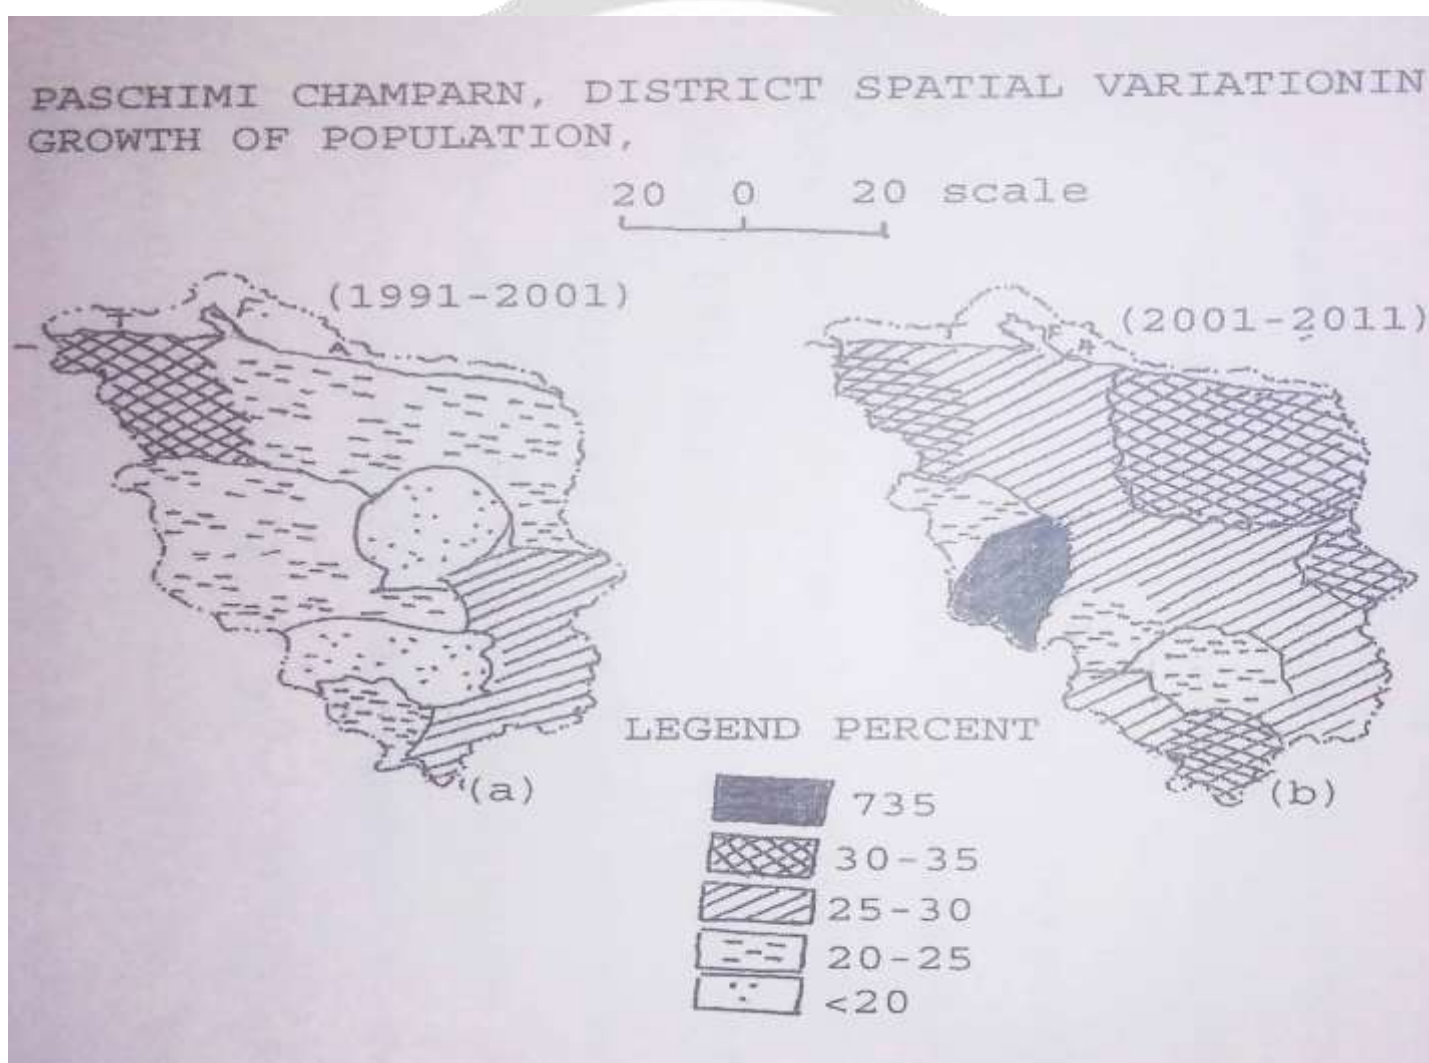 PASCHIMI CHAMPARN, DISTRICT SPATIAL VARIATIONIN
GROWTH OF POPULATION,
20 0 20 scale
(1991-2001)
T F A
(2001-2011)
T F A
(a)
(b)
LEGEND PERCENT
735
30-35
25-30
20-25
<20